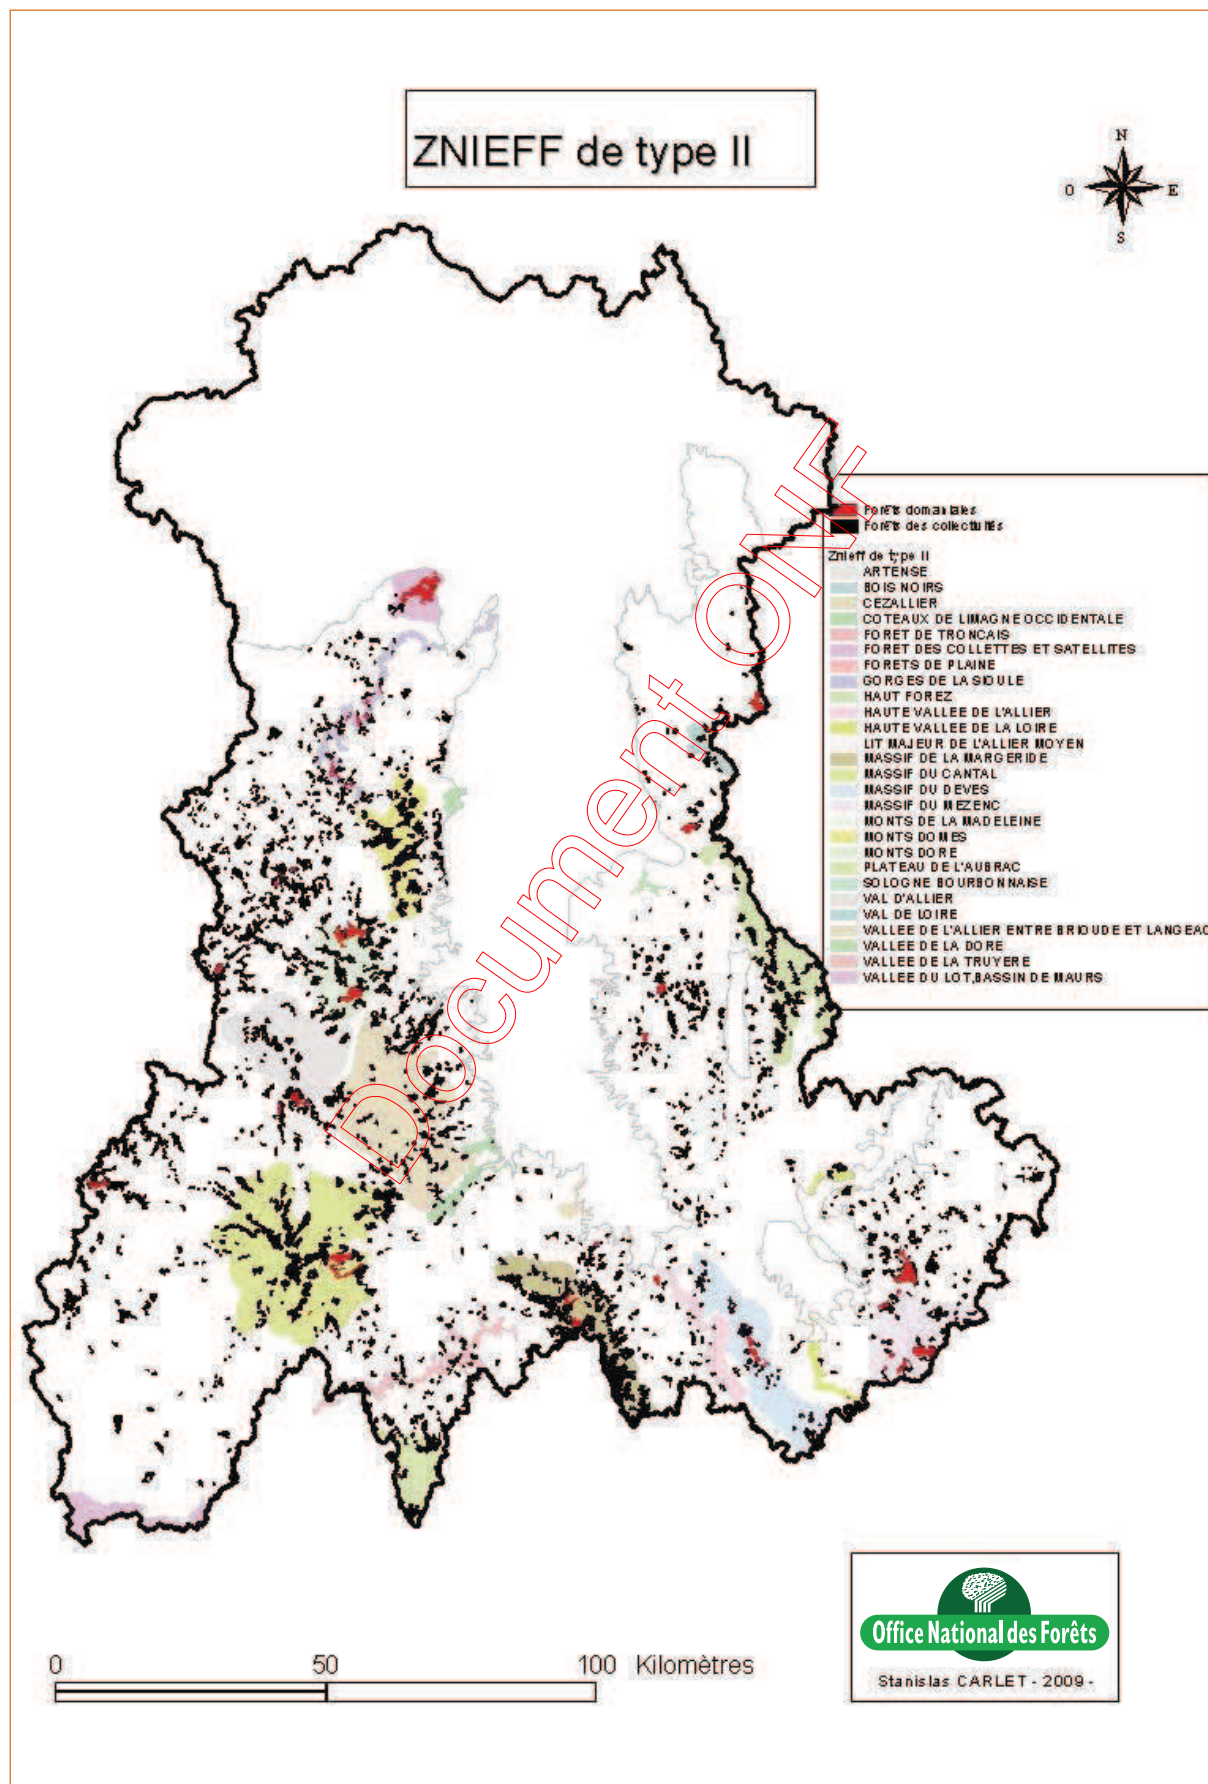 ZNIEFF de type II
N
O
E
S
Forêts domaniales
Forêts des collectivités
Znieff de type II
ARTENSE
BOIS NOIRS
CEZALLIER
COTEAUX DE LIMAGNE OCCIDENTALE
FORET DE TRONCAIS
FORET DES COLLETTES ET SATELLITES
FORETS DE PLAINE
GORGES DE LA SIOULE
HAUT FOREZ
HAUTE VALLEE DE L'ALLIER
HAUTE VALLEE DE LA LOIRE
LIT MAJEUR DE L'ALLIER MOYEN
MASSIF DE LA MARGERIDE
MASSIF DU CANTAL
MASSIF DU DEVES
MASSIF DU MEZENC
MONTS DE LA MADELEINE
MONTS DOMES
MONTS DORE
PLATEAU DE L'AUBRAC
SOLOGNE BOURBONNAISE
VAL D'ALLIER
VAL DE LOIRE
VALLEE DE L'ALLIER ENTRE BRIOUDE ET LANGEAC
VALLEE DE LA DORE
VALLEE DE LA TRUYERE
VALLEE DU LOT,BASSIN DE MAURS
Document ONF
Office National des Forêts
Stanislas CARLET - 2009 -
0 50 100 Kilomètres